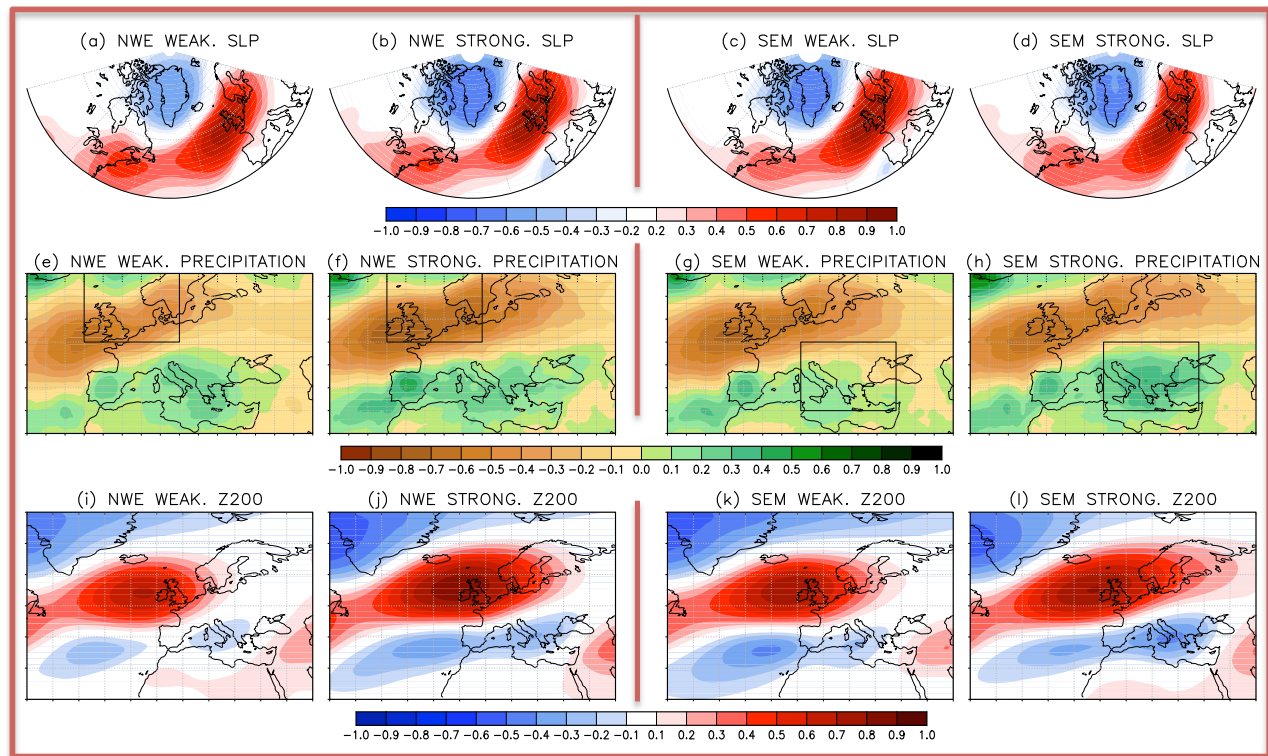 (a) NWE WEAK. SLP
(b) NWE STRONG. SLP
(c) SEM WEAK. SLP
(d) SEM STRONG. SLP
−1.0 −0.9 −0.7 −0.6 −0.5 −0.4 −0.3 −0.2 0.2 0.3 0.4 0.5 0.6 0.7 0.9 1.0
(e) NWE WEAK. PRECIPITATION
(f) NWE STRONG. PRECIPITATION
(g) SEM WEAK. PRECIPITATION
(h) SEM STRONG. PRECIPITATION
−1.0 −0.9 −0.8 −0.7 −0.6 −0.5 −0.4 −0.3 −0.2 −0.1 0.0 0.1 0.2 0.3 0.4 0.5 0.6 0.7 0.8 0.9 1.0
(i) NWE WEAK. Z200
(j) NWE STRONG. Z200
(k) SEM WEAK. Z200
(l) SEM STRONG. Z200
−1.0 −0.9 −0.8 −0.7 −0.6 −0.5 −0.4 −0.3 −0.2 −0.1 0.1 0.2 0.3 0.4 0.5 0.6 0.7 0.8 0.9 1.0